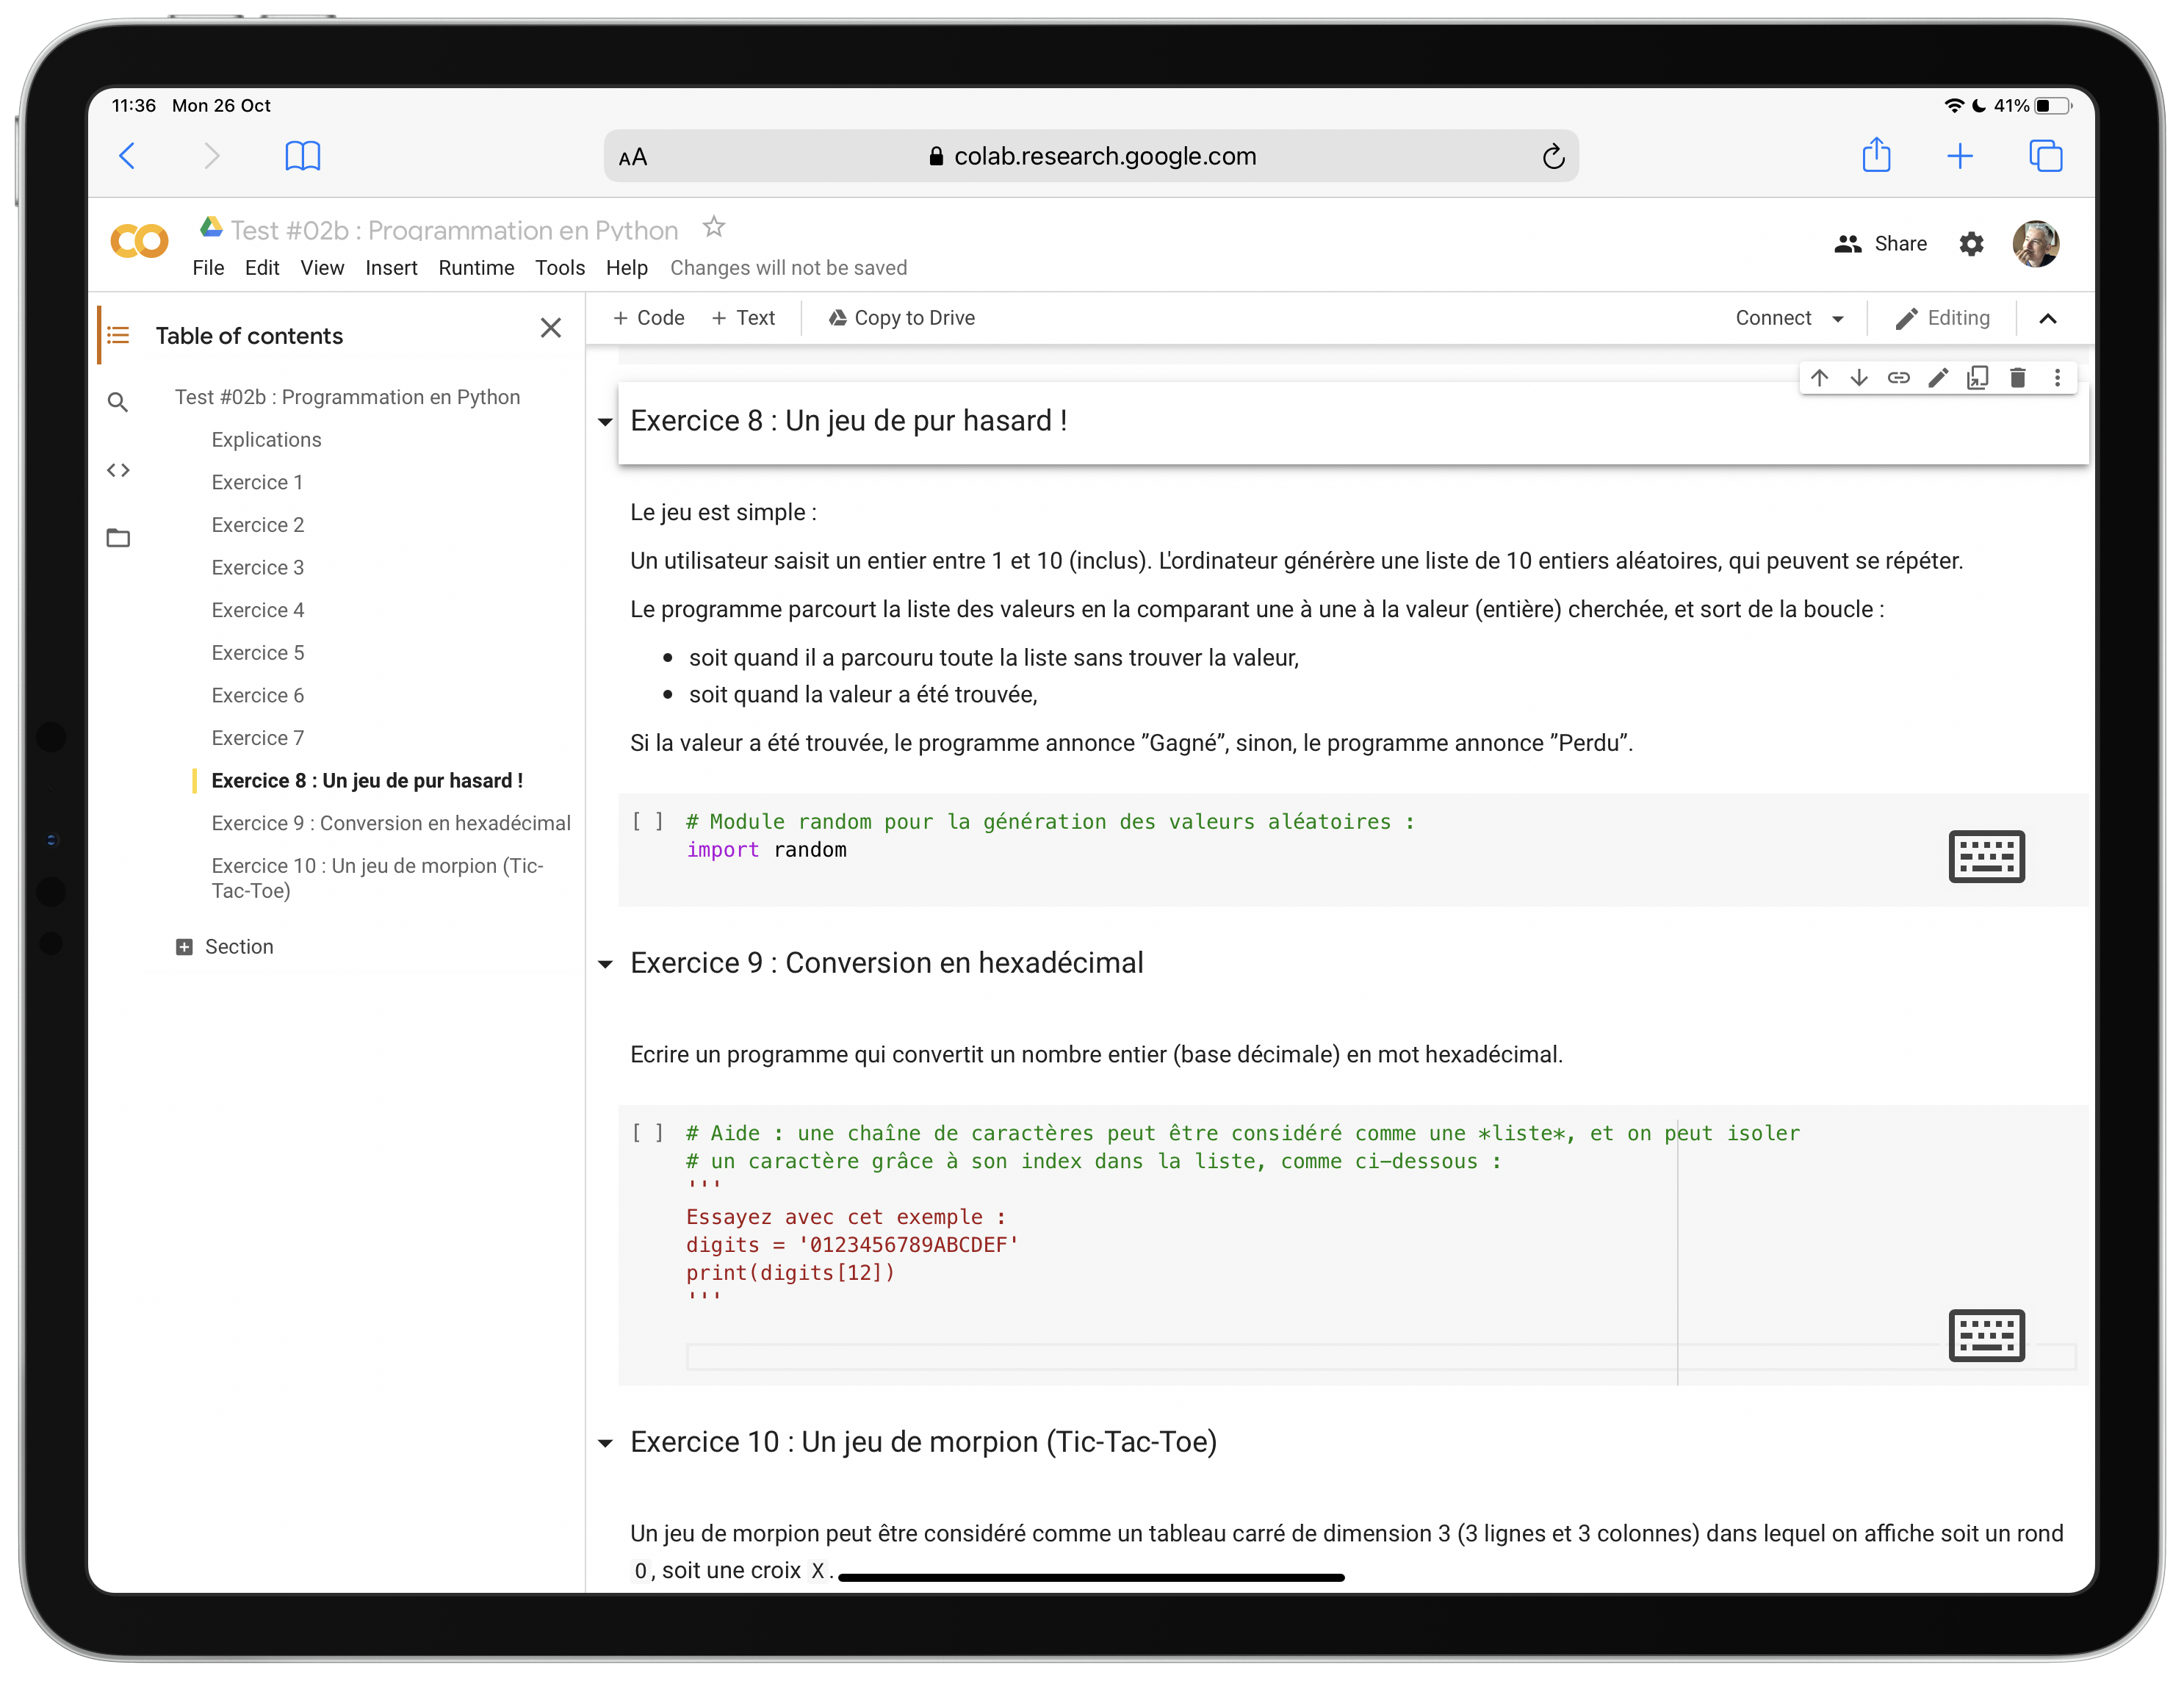 11:36 Mon 26 Oct
41%
AA
colab.research.google.com
Test #02b : Programmation en Python
File Edit View Insert Runtime Tools Help Changes will not be saved
Share
Table of contents
Test #02b : Programmation en Python
Explications
Exercice 1
Exercice 2
Exercice 3
Exercice 4
Exercice 5
Exercice 6
Exercice 7
Exercice 8 : Un jeu de pur hasard !
Exercice 9 : Conversion en hexadécimal
Exercice 10 : Un jeu de morpion (Tic-
Tac-Toe)
Section
+ Code + Text Copy to Drive
Connect Editing
Exercice 8 : Un jeu de pur hasard !
Le jeu est simple :
Un utilisateur saisit un entier entre 1 et 10 (inclus). L'ordinateur générère une liste de 10 entiers aléatoires, qui peuvent se répéter.
Le programme parcourt la liste des valeurs en la comparant une à une à la valeur (entière) cherchée, et sort de la boucle :
• soit quand il a parcouru toute la liste sans trouver la valeur,
• soit quand la valeur a été trouvée,
Si la valeur a été trouvée, le programme annonce ”Gagné”, sinon, le programme annonce ”Perdu”.
[ ] # Module random pour la génération des valeurs aléatoires :
import random
Exercice 9 : Conversion en hexadécimal
Ecrire un programme qui convertit un nombre entier (base décimale) en mot hexadécimal.
[ ] # Aide : une chaîne de caractères peut être considéré comme une *liste*, et on peut isoler
# un caractère grâce à son index dans la liste, comme ci-dessous :
'''
Essayez avec cet exemple :
digits = '0123456789ABCDEF'
print(digits[12])
'''
Exercice 10 : Un jeu de morpion (Tic-Tac-Toe)
Un jeu de morpion peut être considéré comme un tableau carré de dimension 3 (3 lignes et 3 colonnes) dans lequel on affiche soit un rond
O, soit une croix X.